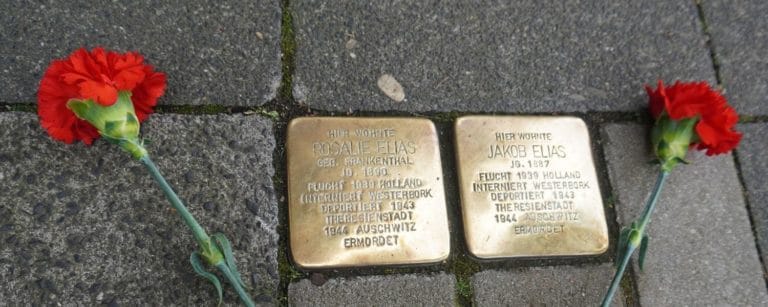 HIER WOHNTE
ROSALIE ELIAS
GEB. FRANKENTHAL
JG. 1890
FLUCHT 1939 HOLLAND
INTERNIERT WESTERBORK
DEPORTIERT 1943
THERESIENSTADT
1944 AUSCHWITZ
ERMORDET
HIER WOHNTE
JAKOB ELIAS
JG. 1887
FLUCHT 1939 HOLLAND
INTERNIERT WESTERBORK
DEPORTIERT 1943
THERESIENSTADT
1944 AUSCHWITZ
ERMORDET